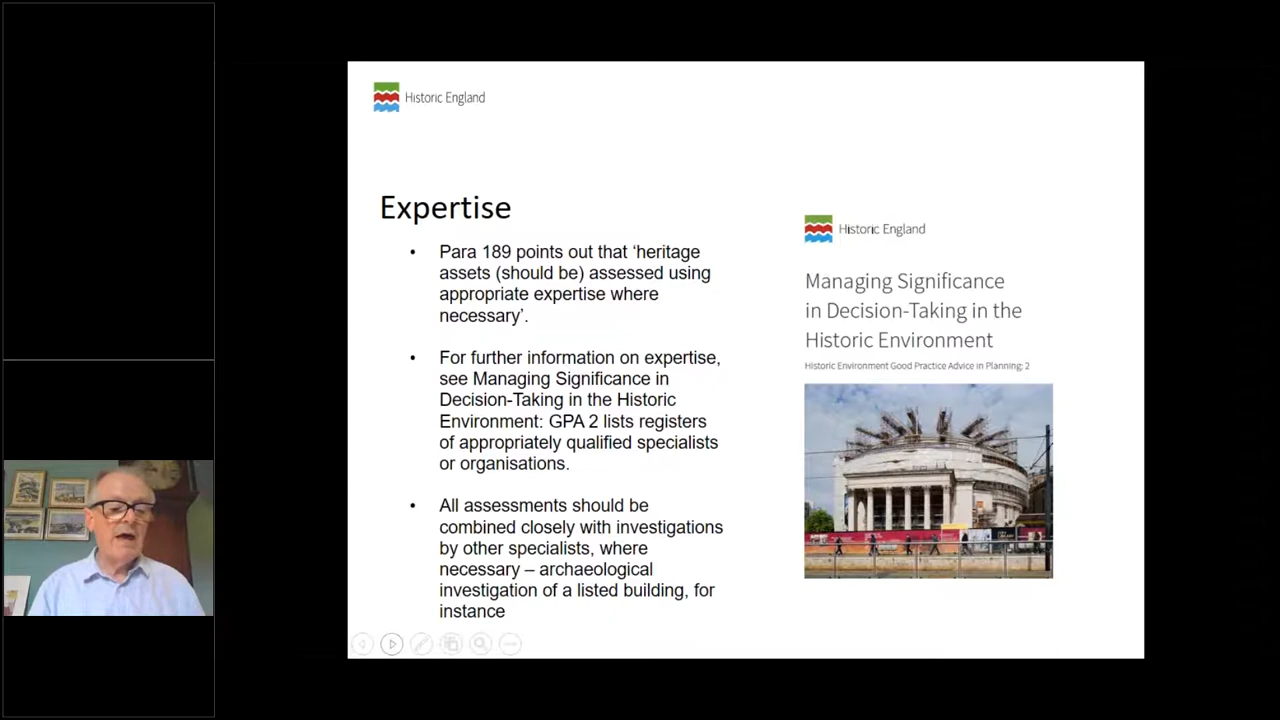 Historic England
Expertise
• Para 189 points out that ‘heritage
assets (should be) assessed using
appropriate expertise where
necessary’.
• For further information on expertise,
see Managing Significance in
Decision-Taking in the Historic
Environment: GPA 2 lists registers
of appropriately qualified specialists
or organisations.
• All assessments should be
combined closely with investigations
by other specialists, where
necessary – archaeological
investigation of a listed building, for
instance
Historic England
Managing Significance
in Decision-Taking in the
Historic Environment
Historic Environment Good Practice Advice in Planning: 2